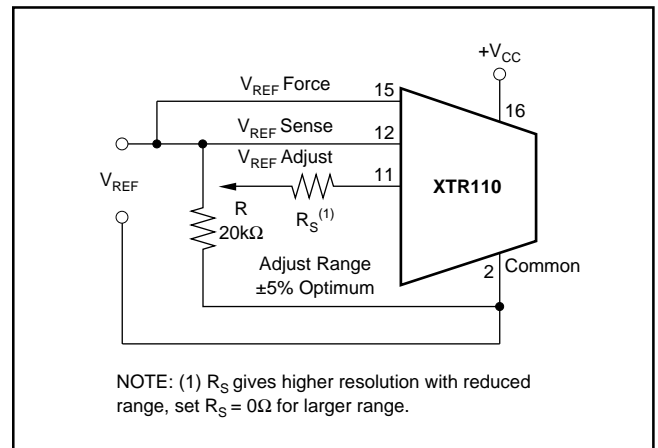 +V_CC
16
V_REF Force
15
V_REF Sense
12
V_REF Adjust
11
XTR110
V_REF
R
20kΩ
R_S^(1)
Adjust Range
±5% Optimum
2
Common
NOTE: (1) R_S gives higher resolution with reduced
range, set R_S = 0Ω for larger range.